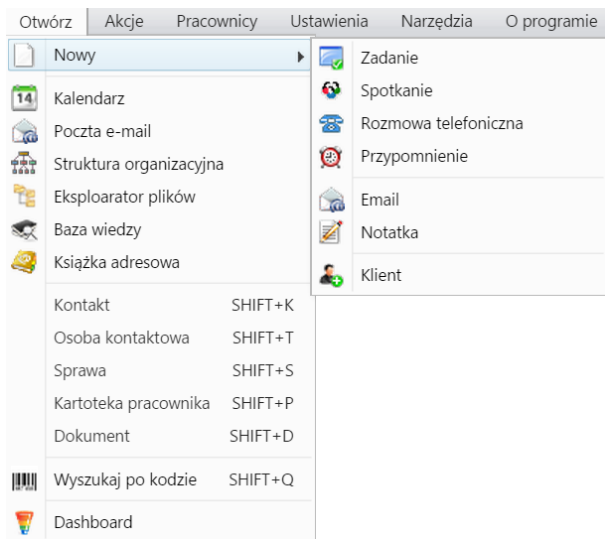 Otwórz Akcje Pracownicy Ustawienia Narzędzia O programie
Nowy
14 Kalendarz
Poczta e-mail
Struktura organizacyjna
Eksploarator plików
Baza wiedzy
Książka adresowa
Kontakt SHIFT+K
Osoba kontaktowa SHIFT+T
Sprawa SHIFT+S
Kartoteka pracownika SHIFT+P
Dokument SHIFT+D
Wyszukaj po kodzie SHIFT+Q
Dashboard
Zadanie
Spotkanie
Rozmowa telefoniczna
Przypomnienie
Email
Notatka
Klient